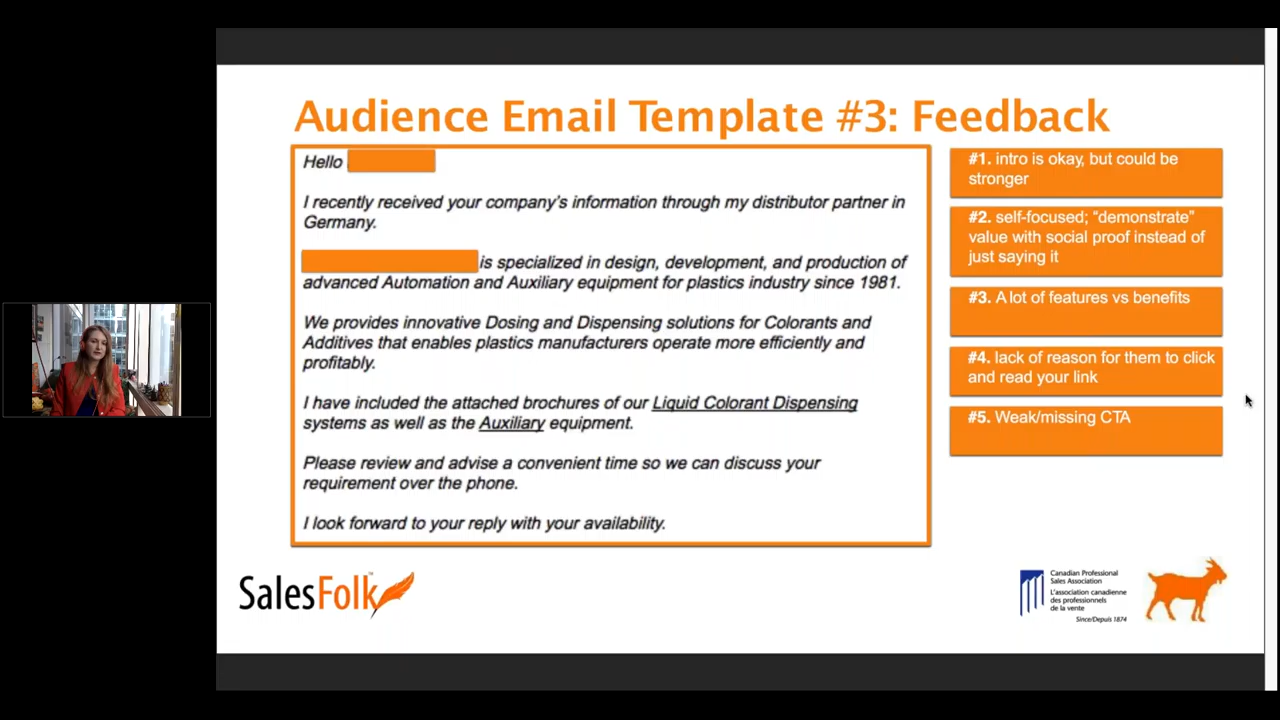 Audience Email Template #3: Feedback
Hello
I recently received your company's information through my distributor partner in
Germany.
is specialized in design, development, and production of
advanced Automation and Auxiliary equipment for plastics industry since 1981.
We provides innovative Dosing and Dispensing solutions for Colorants and
Additives that enables plastics manufacturers operate more efficiently and
profitably.
I have included the attached brochures of our Liquid Colorant Dispensing
systems as well as the Auxiliary equipment.
Please review and advise a convenient time so we can discuss your
requirement over the phone.
I look forward to your reply with your availability.
#1. intro is okay, but could be
stronger
#2. self-focused; “demonstrate”
value with social proof instead of
just saying it
#3. A lot of features vs benefits
#4. lack of reason for them to click
and read your link
#5. Weak/missing CTA
SalesFolk™
Canadian Professional
Sales Association
L'association canadienne
des professionnels
de la vente
Since/Depuis 1874